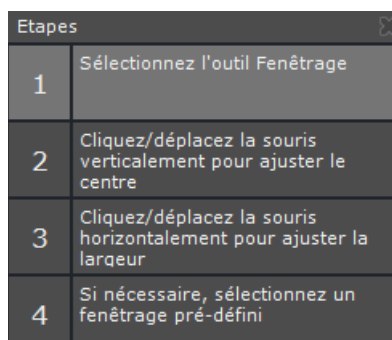 Etapes
1
Sélectionnez l'outil Fenêtrage
2
Cliquez/déplacez la souris
verticalement pour ajuster le
centre
3
Cliquez/déplacez la souris
horizontalement pour ajuster la
largeur
4
Si nécessaire, sélectionnez un
fenêtrage pré-défini